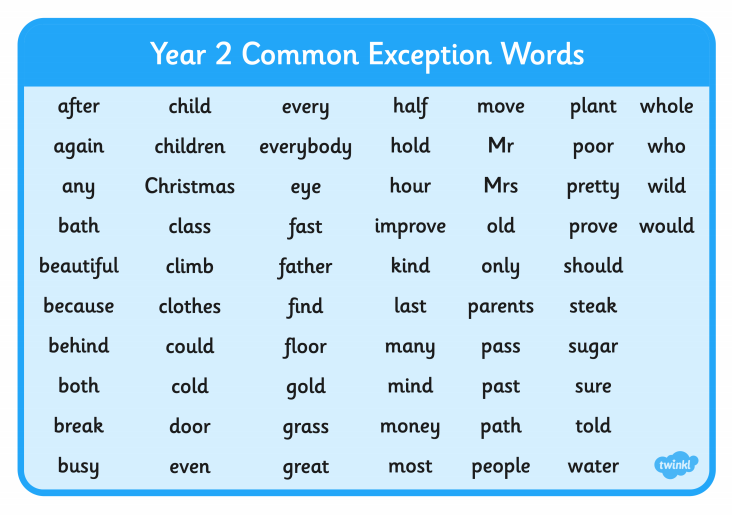 Year 2 Common Exception Words
after child every half move plant whole
again children everybody hold Mr poor who
any Christmas eye hour Mrs pretty wild
bath class fast improve old prove would
beautiful climb father kind only should
because clothes find last parents steak
behind could floor many pass sugar
both cold gold mind past sure
break door grass money path told
busy even great most people water
twinkl